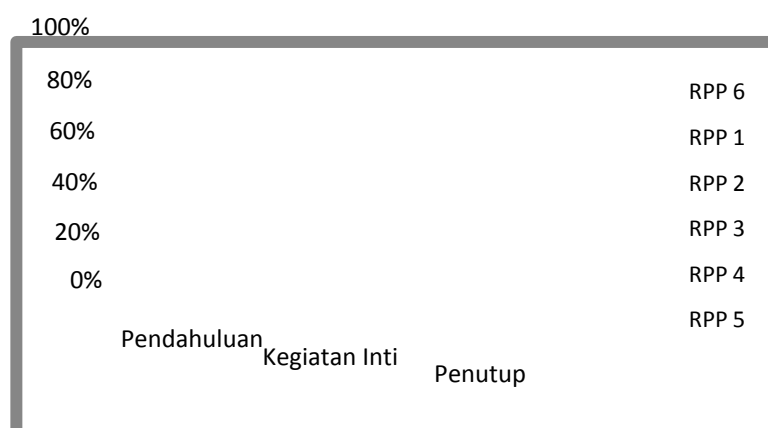 100%
80%
60%
40%
20%
0%
Pendahuluan
Kegiatan Inti
Penutup
RPP 6
RPP 1
RPP 2
RPP 3
RPP 4
RPP 5